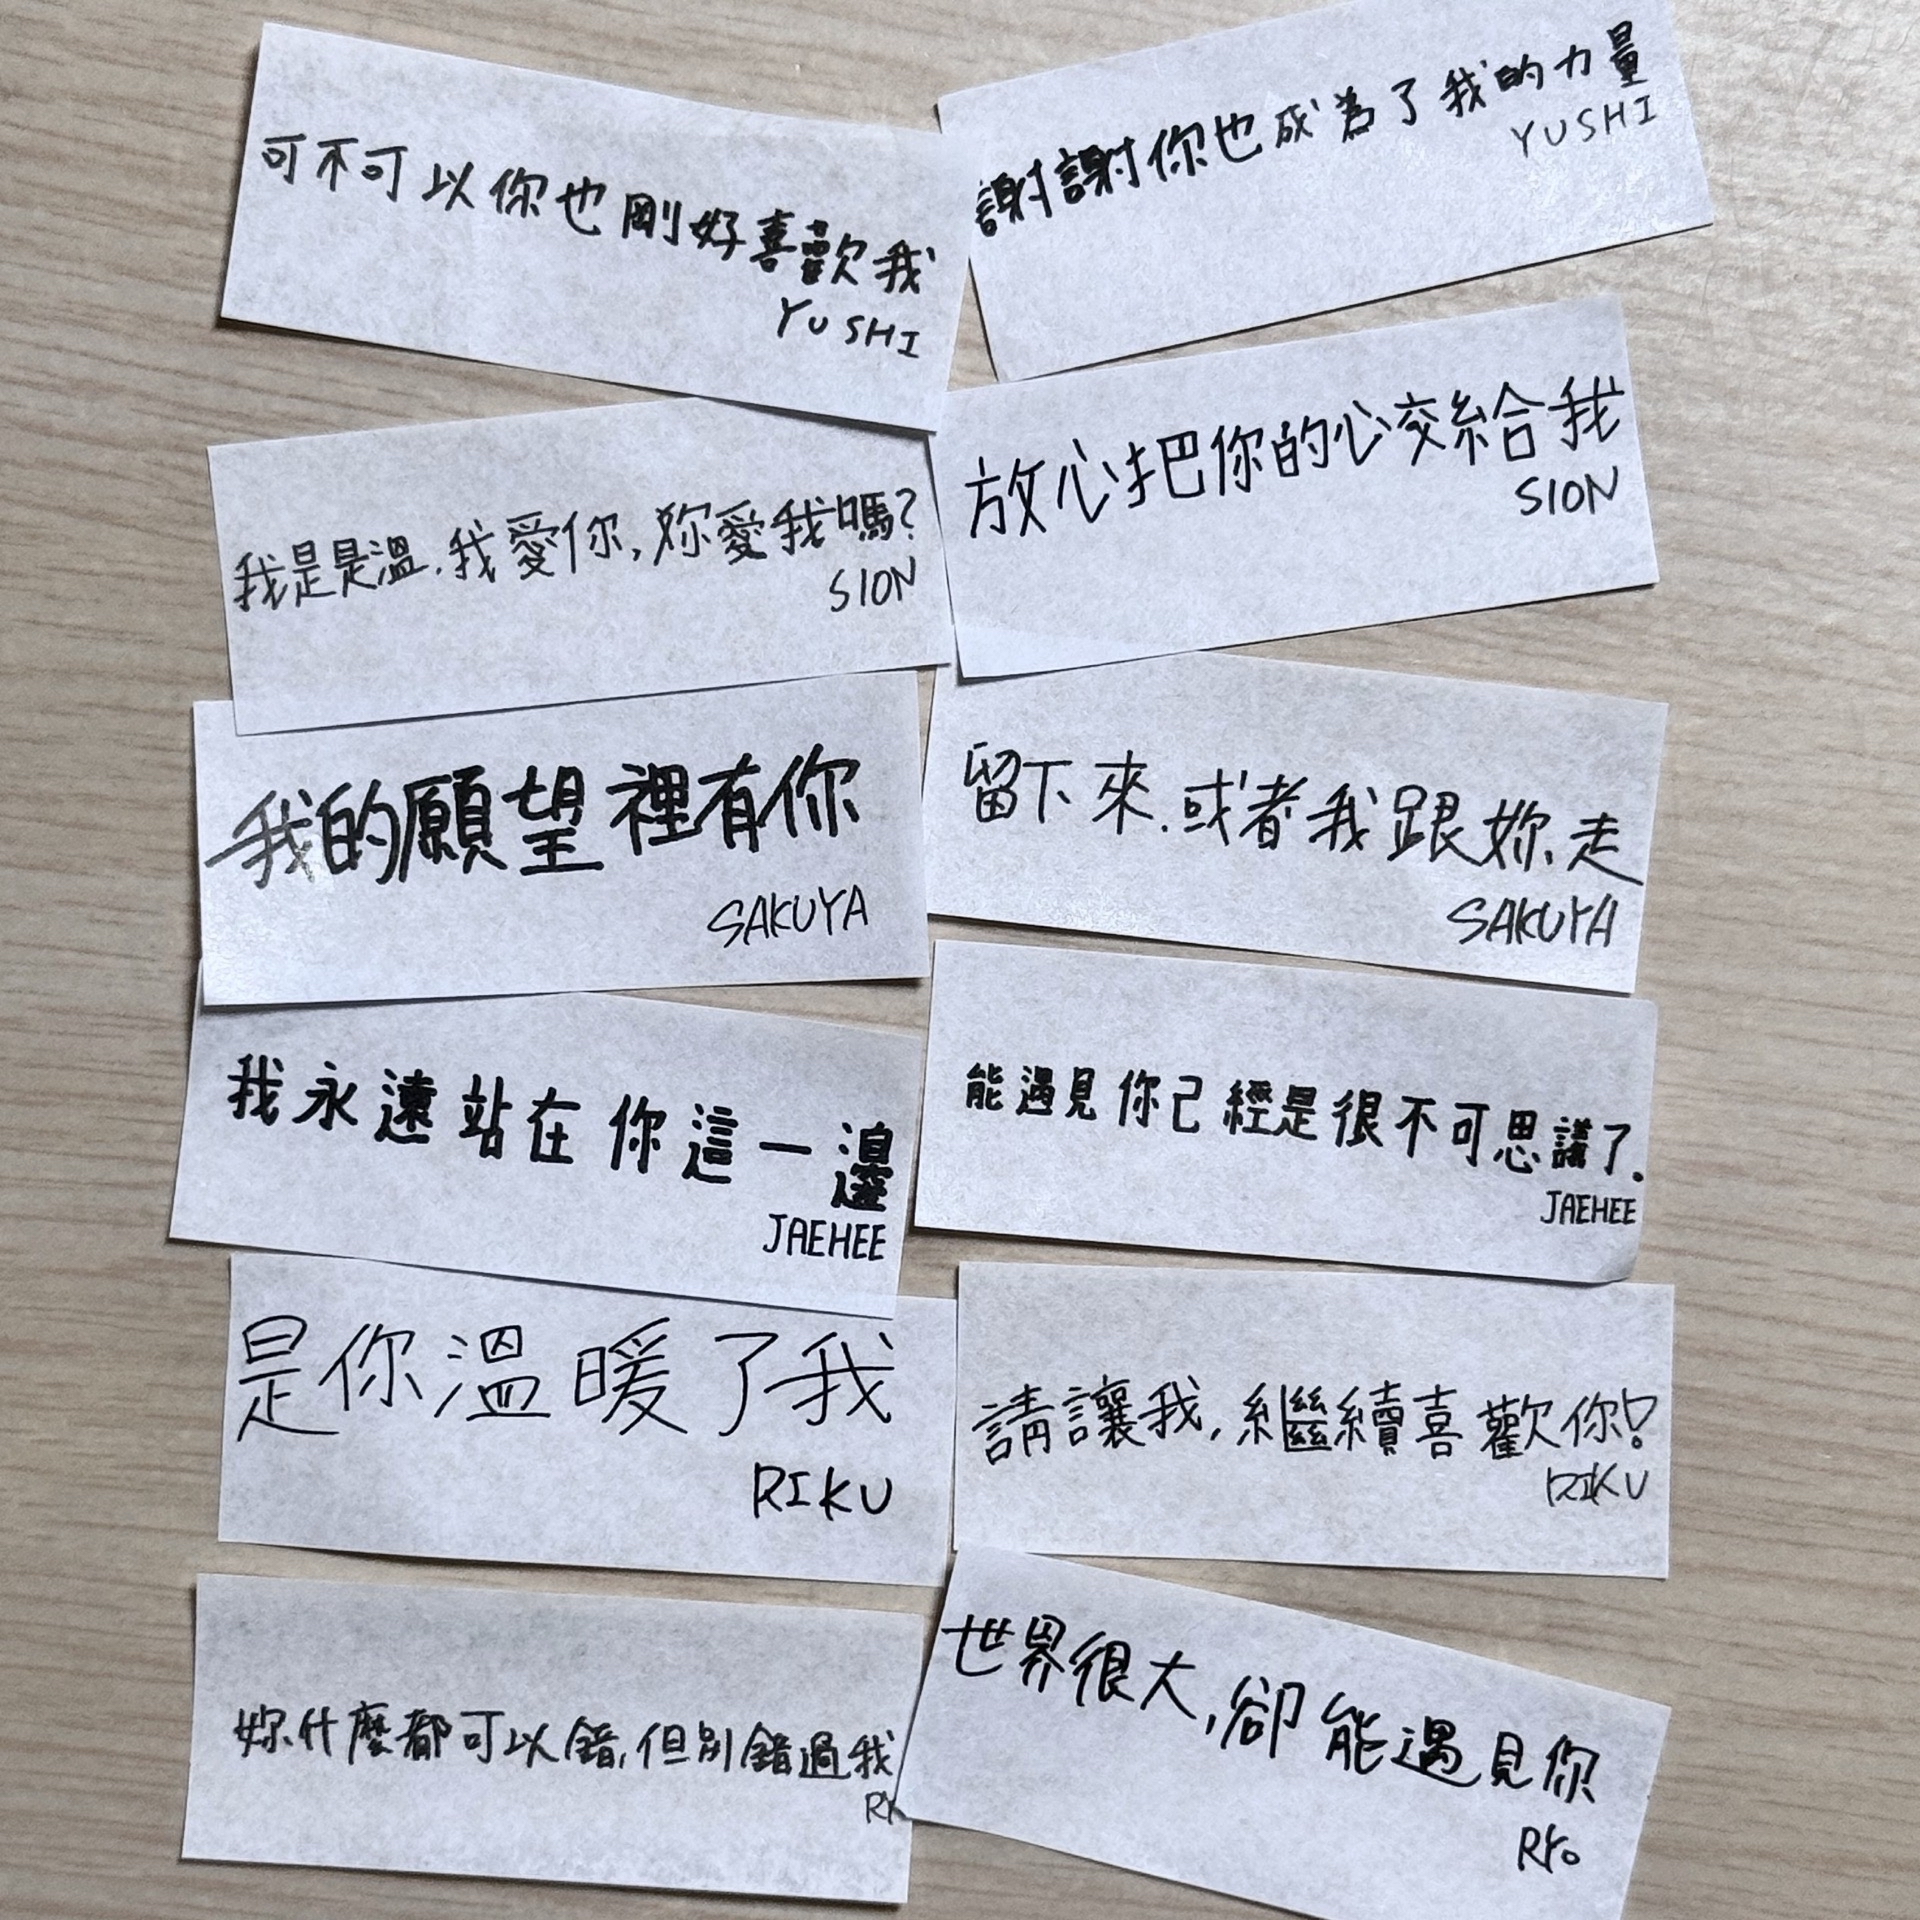 可不可以你也剛好喜歡我
YUSHI
謝謝你也成為了我的力量
YUSHI
我是是溫,我愛你,妳愛我嗎?
SION
放心把你的心交給我
SION
我的願望裡有你
SAKUYA
留下來,或者我跟妳走
SAKUYA
我永遠站在你這一邊
JAEHEE
能遇見你已經是很不可思議了.
JAEHEE
是你溫暖了我
RIKU
請讓我,繼續喜歡你!
RIKU
妳什麼都可以錯,但別錯過我
世界很大,卻能遇見你
RYO